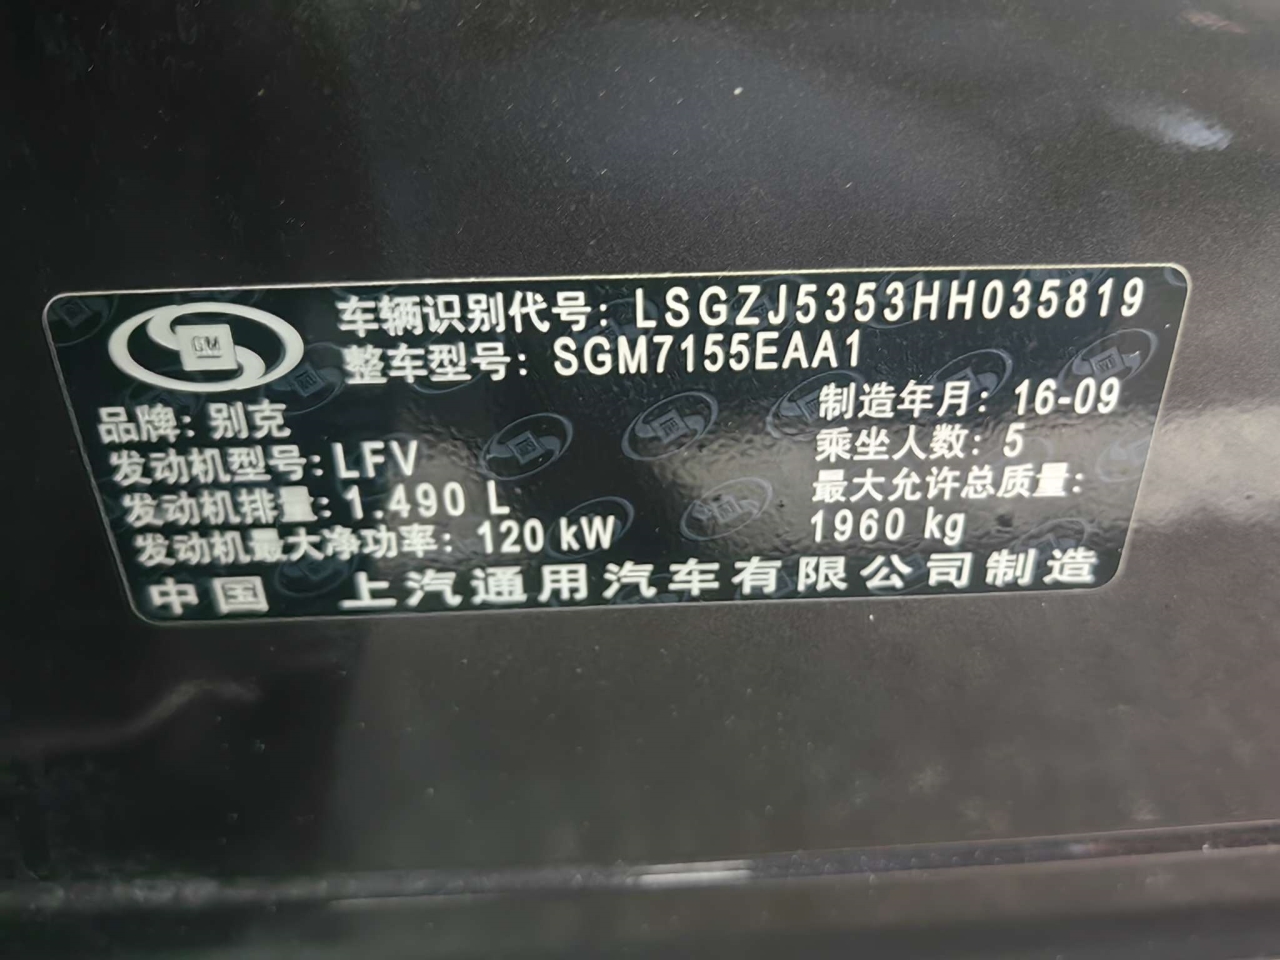 GM
车辆识别代号：LSGZJ5353HH035819
整车型号：SGM7155EAA1
品牌：别克
制造年月：16-09
发动机型号：LFV
乘坐人数：5
发动机排量：1.490 L
最大允许总质量：
发动机最大净功率：120 kW
1960 kg
中国 上汽通用汽车有限公司制造